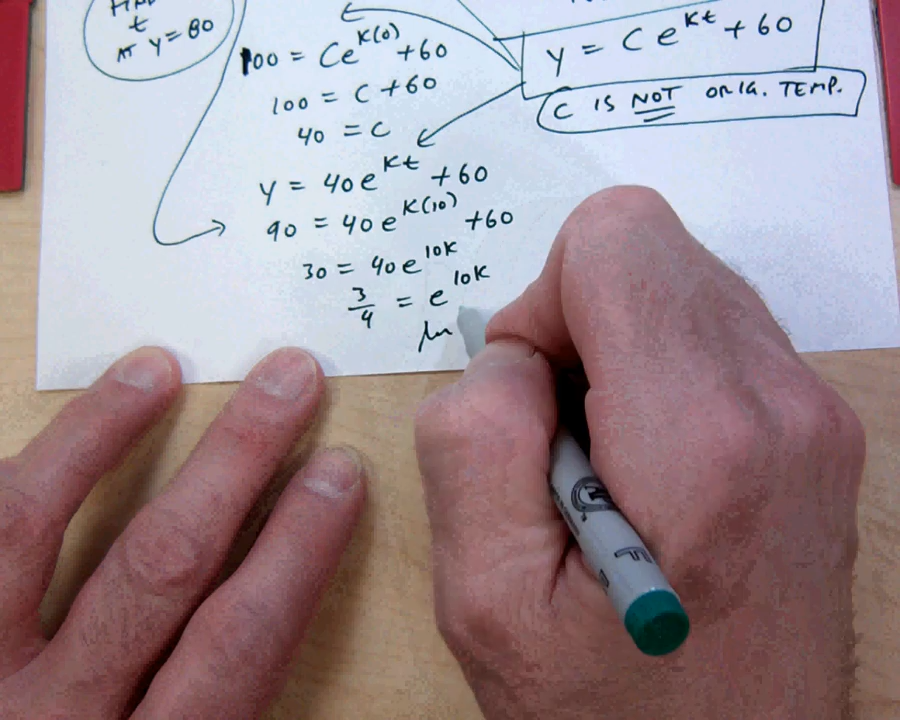 t
AT Y = 80
100 = Ce^{K(0)} + 60
100 = C + 60
40 = C
Y = 40e^{Kt} + 60
90 = 40e^{K(10)} + 60
30 = 40e^{10K}
3/4 = e^{10K}
ln
Y = Ce^{Kt} + 60
C IS NOT ORIG. TEMP.